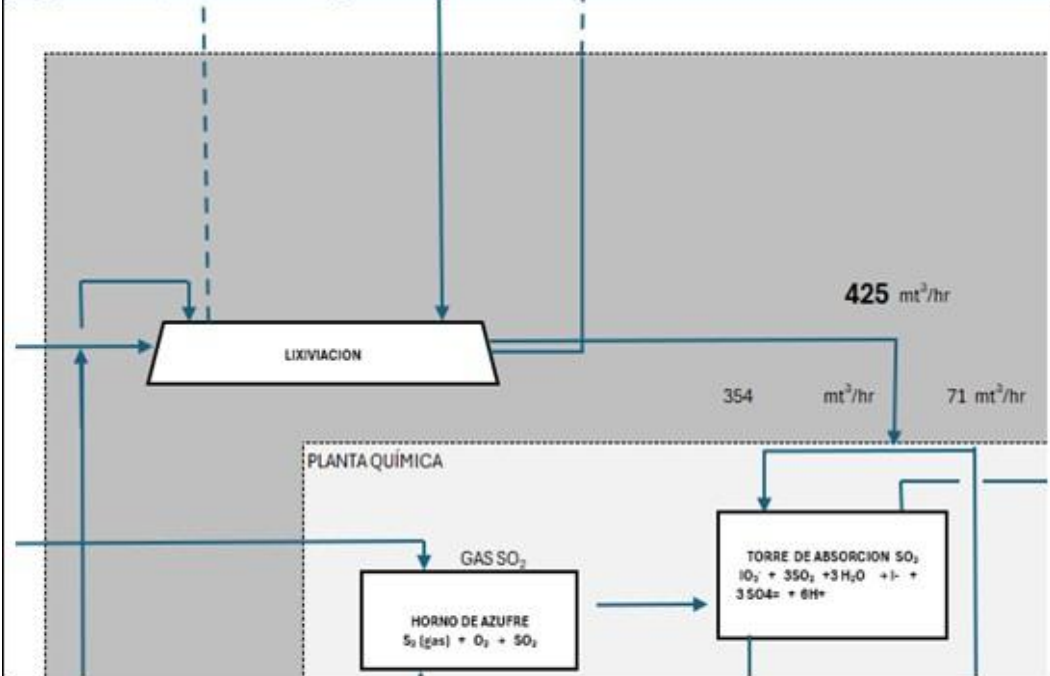 425 mt³/hr
LIXIVIACION
354 mt³/hr 71 mt³/hr
PLANTA QUÍMICA
GAS SO₂
TORRE DE ABSORCION SO₂
IO₃⁻ + 3SO₂ +3 H₂O → I- +
3 SO4= + 6H+
HORNO DE AZUFRE
S₂ (gas) + O₂ → SO₂